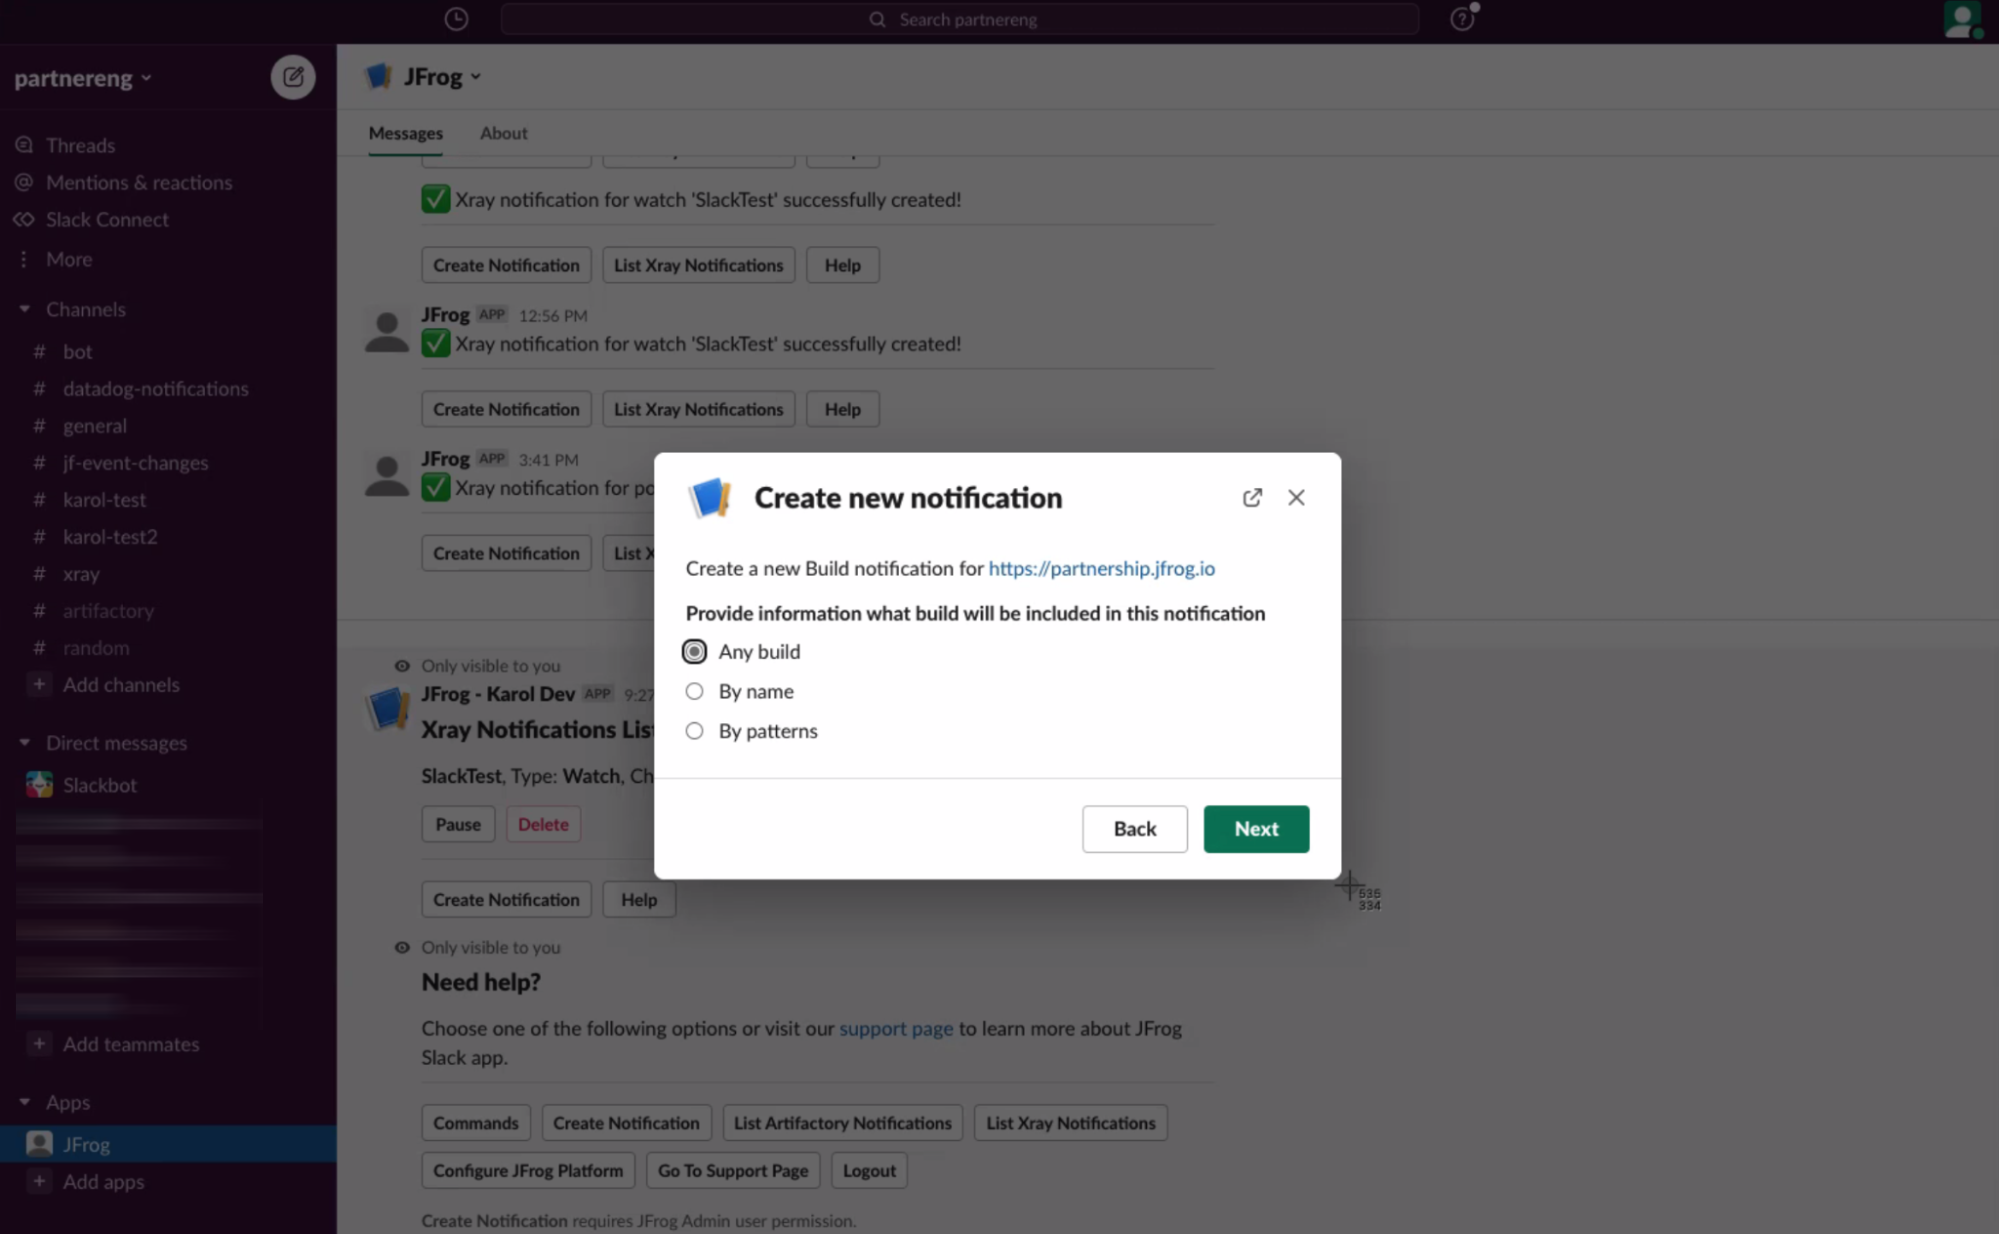 Search partnereng
partnereng
Threads
Mentions & reactions
Slack Connect
More
Channels
# bot
# datadog-notifications
# general
# jf-event-changes
# karol-test
# karol-test2
# xray
# artifactory
# random
+ Add channels
Direct messages
Slackbot
+ Add teammates
Apps
JFrog
+ Add apps
JFrog
Messages About
Xray notification for watch 'SlackTest' successfully created!
Create Notification List Xray Notifications Help
JFrog APP 12:56 PM
Xray notification for watch 'SlackTest' successfully created!
Create Notification List Xray Notifications Help
JFrog APP 3:41 PM
Xray notification for po
Create Notification List X
Only visible to you
JFrog - Karol Dev APP 9:27
Xray Notifications Lis
SlackTest, Type: Watch, Ch
Pause Delete
Create Notification Help
Only visible to you
Need help?
Choose one of the following options or visit our support page to learn more about JFrog
Slack app.
Commands Create Notification List Artifactory Notifications List Xray Notifications
Configure JFrog Platform Go To Support Page Logout
Create Notification requires JFrog Admin user permission.
Create new notification
Create a new Build notification for https://partnership.jfrog.io
Provide information what build will be included in this notification
Any build
By name
By patterns
Back Next
535
334